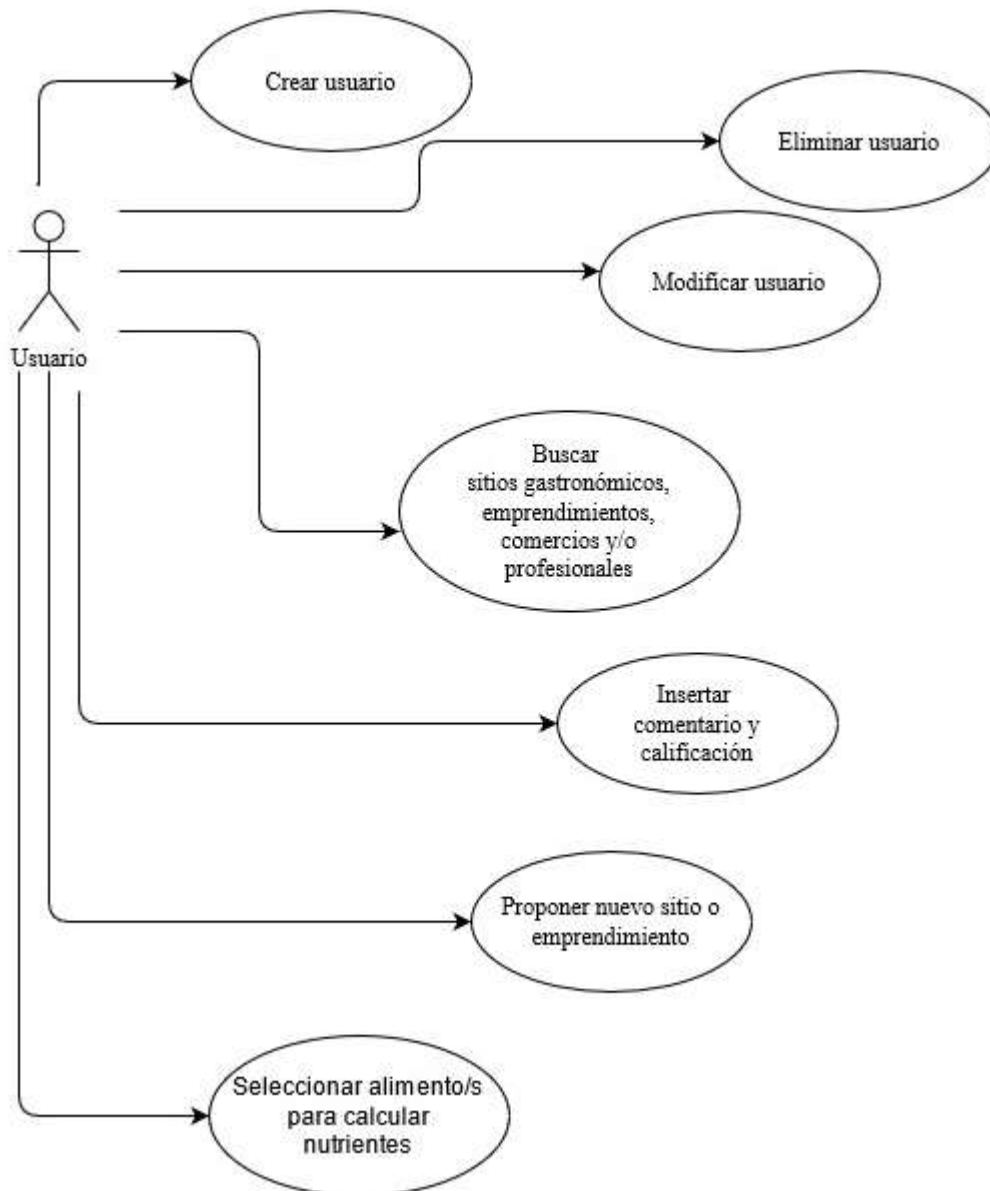 Crear usuario
Eliminar usuario
Modificar usuario
Usuario
Buscar
sitios gastronómicos,
emprendimientos,
comercios y/o
profesionales
Insertar
comentario y
calificación
Proponer nuevo sitio o
emprendimiento
Seleccionar alimento/s
para calcular
nutrientes